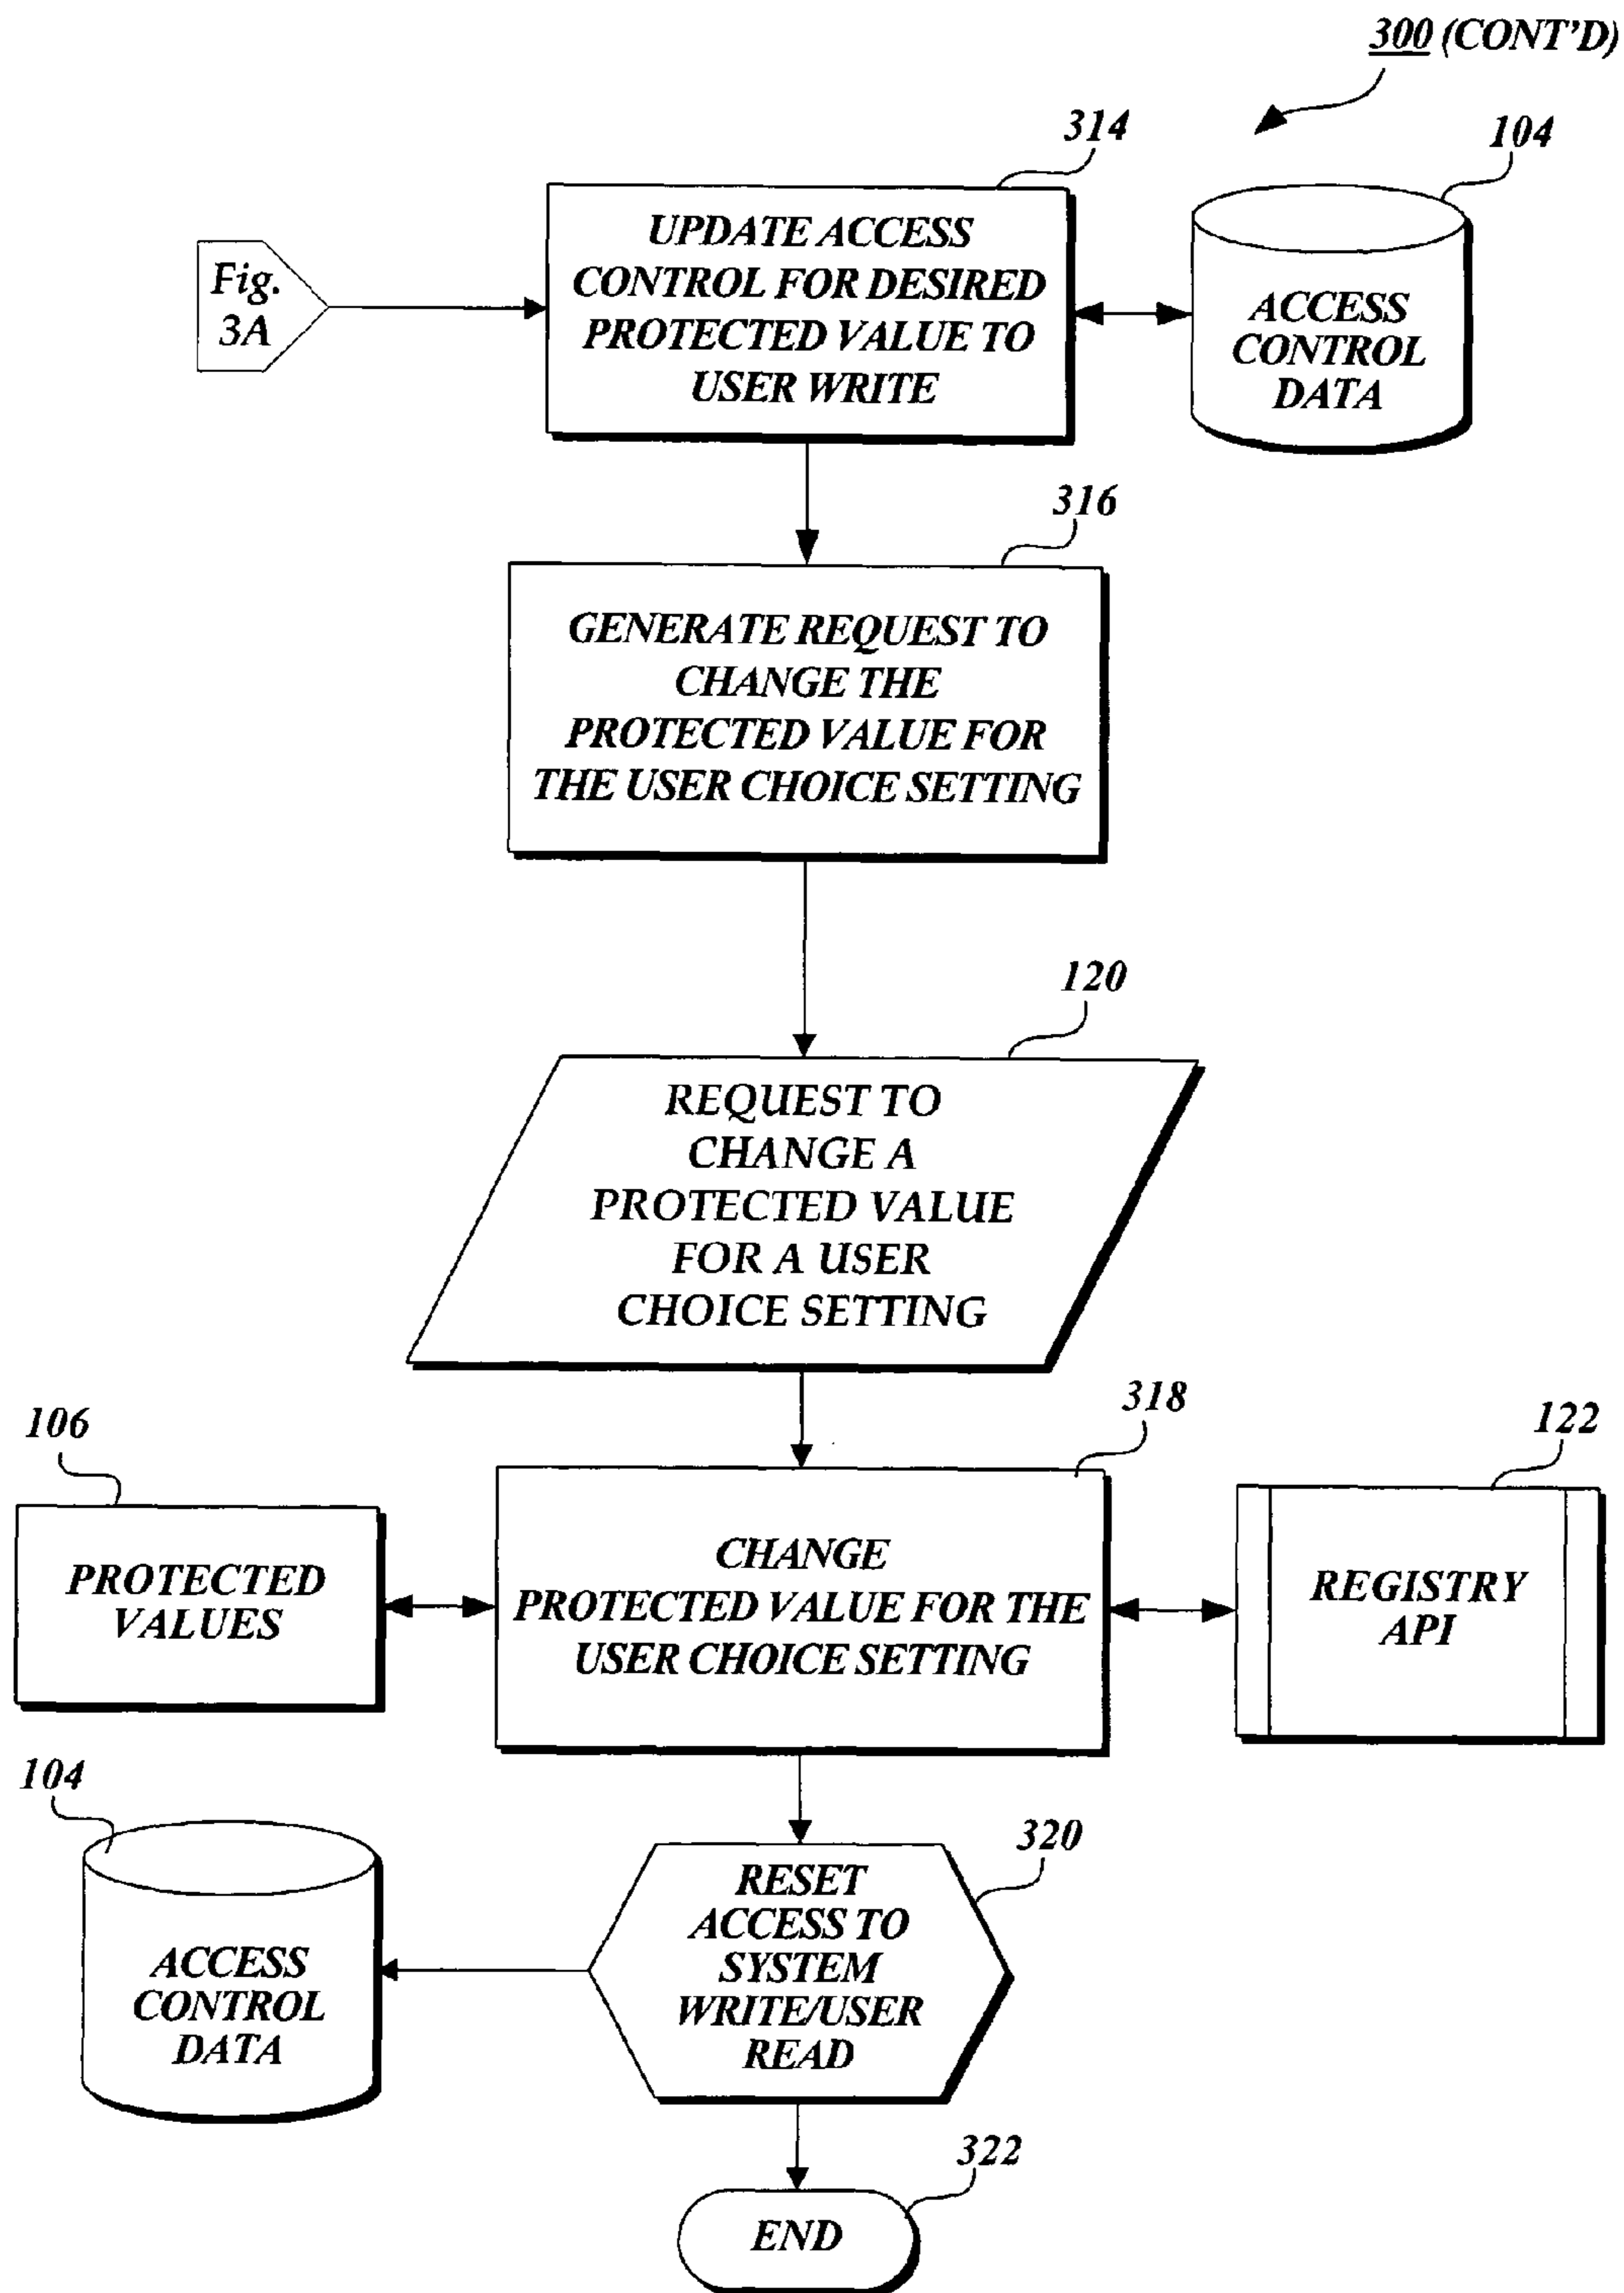 300 (CONT'D)
314
104
UPDATE ACCESS
CONTROL FOR DESIRED
PROTECTED VALUE TO
USER WRITE
Fig.
3A
ACCESS
CONTROL
DATA
316
GENERATE REQUEST TO
CHANGE THE
PROTECTED VALUE FOR
THE USER CHOICE SETTING
120
REQUEST TO
CHANGE A
PROTECTED VALUE
FOR A USER
CHOICE SETTING
106
318
122
PROTECTED
VALUES
CHANGE
PROTECTED VALUE FOR THE
USER CHOICE SETTING
REGISTRY
API
104
320
ACCESS
CONTROL
DATA
RESET
ACCESS TO
SYSTEM
WRITE/USER
READ
322
END